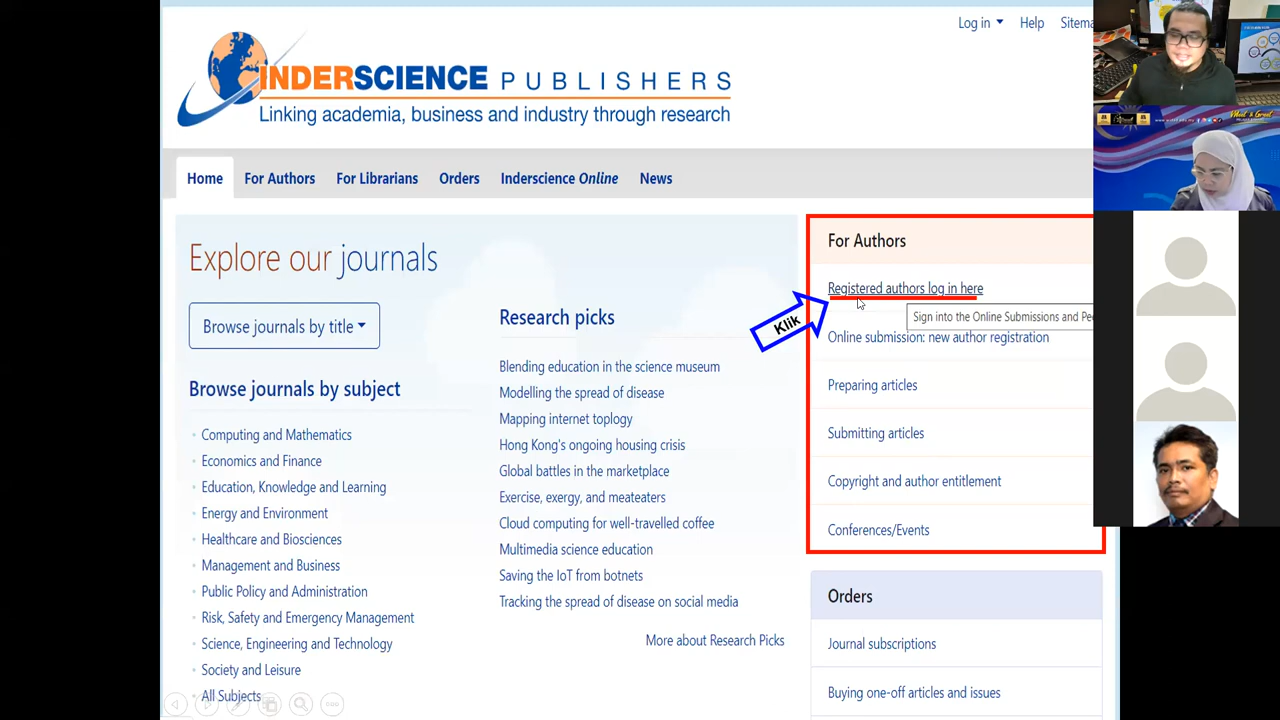 Log in
Help
Sitema
INDERSCIENCE PUBLISHERS
Linking academia, business and industry through research
Home
For Authors
For Librarians
Orders
Inderscience Online
News
Explore our journals
Browse journals by title
Browse journals by subject
Computing and Mathematics
Economics and Finance
Education, Knowledge and Learning
Energy and Environment
Healthcare and Biosciences
Management and Business
Public Policy and Administration
Risk, Safety and Emergency Management
Science, Engineering and Technology
Society and Leisure
All Subjects
Research picks
Blending education in the science museum
Modelling the spread of disease
Mapping internet toplogy
Hong Kong's ongoing housing crisis
Global battles in the marketplace
Exercise, exergy, and meateaters
Cloud computing for well-travelled coffee
Multimedia science education
Saving the IoT from botnets
Tracking the spread of disease on social media
More about Research Picks
Klik
For Authors
Registered authors log in here
Sign into the Online Submissions and Pe
Online submission: new author registration
Preparing articles
Submitting articles
Copyright and author entitlement
Conferences/Events
Orders
Journal subscriptions
Buying one-off articles and issues